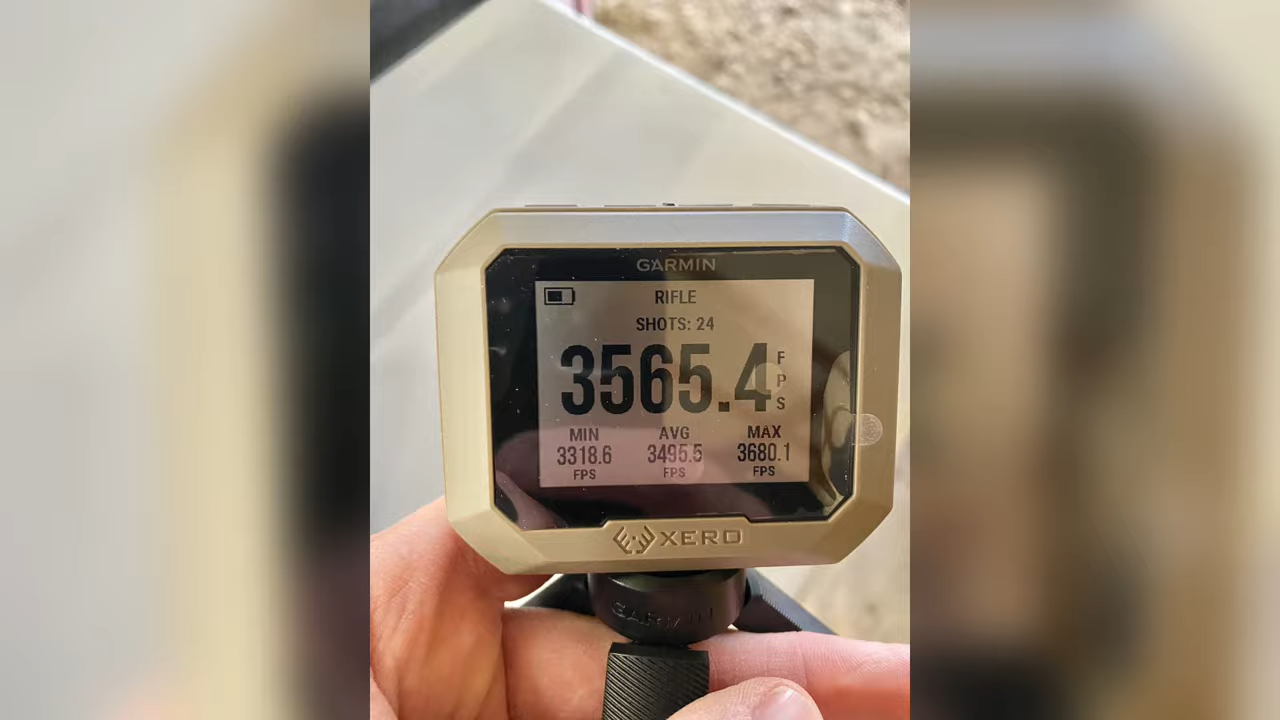 GARMIN
RIFLE
SHOTS: 24
3565.4 FPS
MIN AVG MAX
3318.6 3495.5 3680.1
FPS FPS FPS
XERO
GARMIN